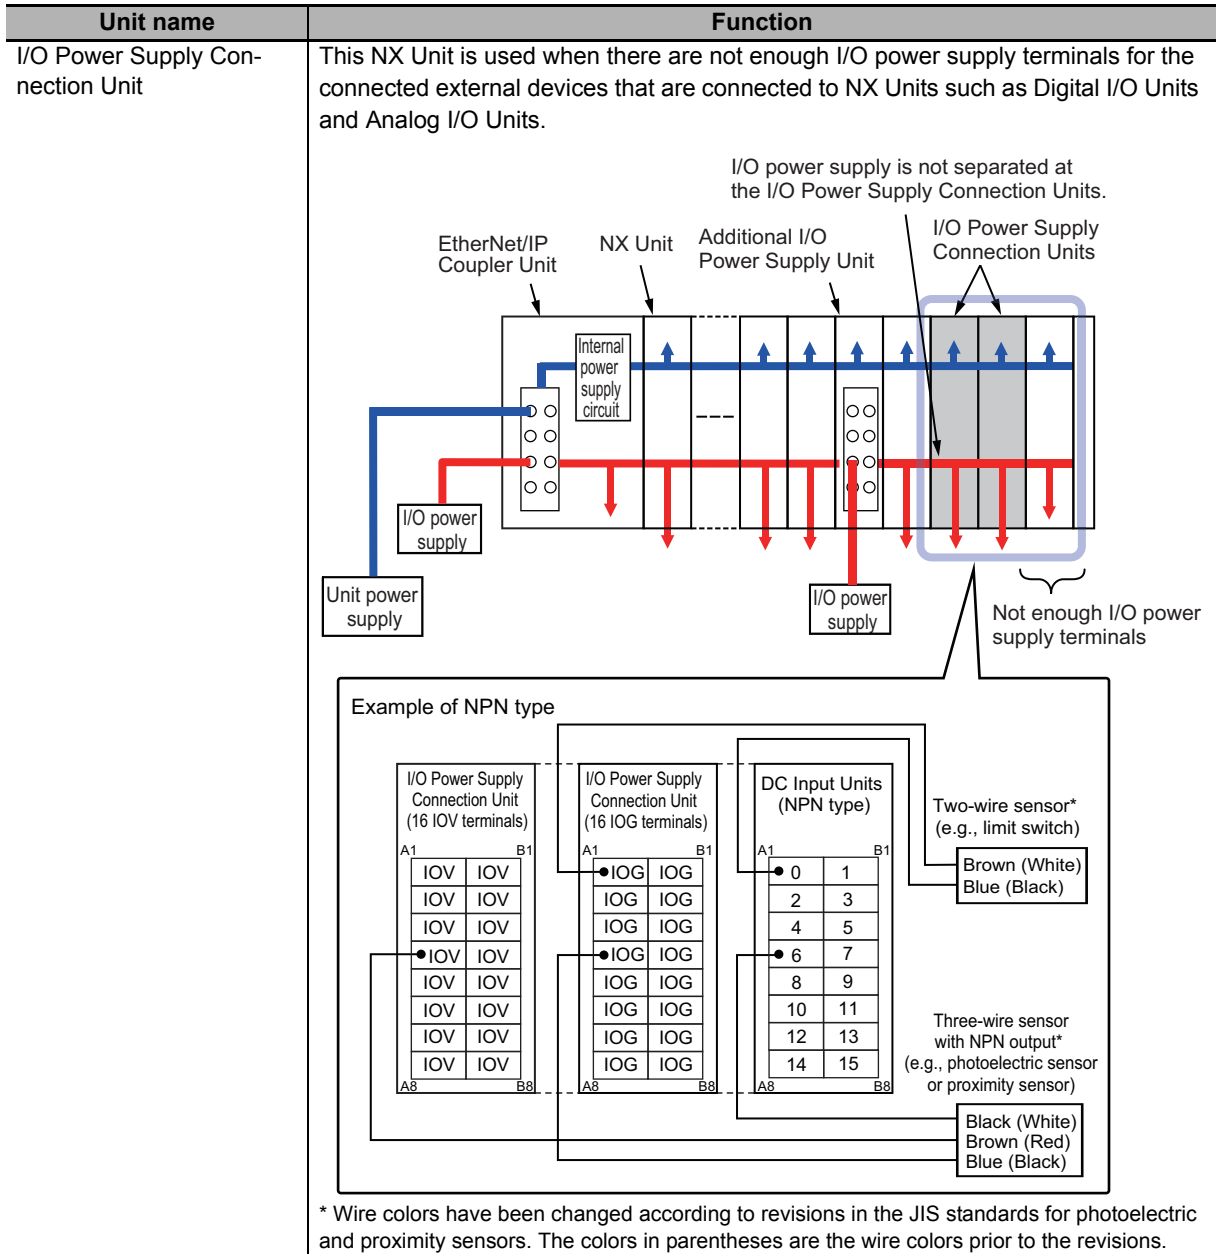 Unit name
Function
I/O Power Supply Con-
nection Unit
This NX Unit is used when there are not enough I/O power supply terminals for the
connected external devices that are connected to NX Units such as Digital I/O Units
and Analog I/O Units.
I/O power supply is not separated at
the I/O Power Supply Connection Units.
EtherNet/IP
Coupler Unit
NX Unit
Additional I/O
Power Supply Unit
I/O Power Supply
Connection Units
Internal
power
supply
circuit
I/O power
supply
Unit power
supply
I/O power
supply
Not enough I/O power
supply terminals
Example of NPN type
I/O Power Supply
Connection Unit
(16 IOV terminals)
A1 B1
IOV IOV
IOV IOV
IOV IOV
IOV IOV
IOV IOV
IOV IOV
IOV IOV
IOV IOV
A8 B8
I/O Power Supply
Connection Unit
(16 IOG terminals)
A1 B1
IOG IOG
IOG IOG
IOG IOG
IOG IOG
IOG IOG
IOG IOG
IOG IOG
IOG IOG
A8 B8
DC Input Units
(NPN type)
A1 B1
0 1
2 3
4 5
6 7
8 9
10 11
12 13
14 15
A8 B8
Two-wire sensor*
(e.g., limit switch)
Brown (White)
Blue (Black)
Three-wire sensor
with NPN output*
(e.g., photoelectric sensor
or proximity sensor)
Black (White)
Brown (Red)
Blue (Black)
* Wire colors have been changed according to revisions in the JIS standards for photoelectric
and proximity sensors. The colors in parentheses are the wire colors prior to the revisions.